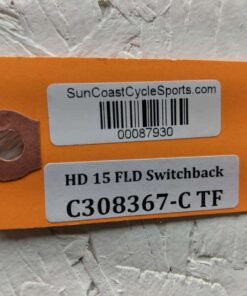 SunCoastCycleSports.com
00087930
HD 15 FLD Switchback
C308367-C TF